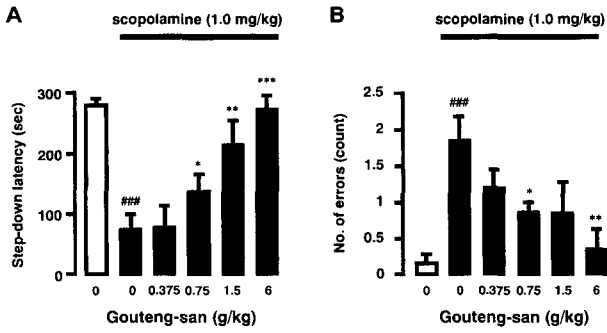 A
scopolamine (1.0 mg/kg)
Step-down latency (sec)
300
200
100
0
###
*
**
***
0 0 0.375 0.75 1.5 6
Gouteng-san (g/kg)
B
scopolamine (1.0 mg/kg)
No. of errors (count)
2.5
2
1.5
1
0.5
0
###
*
**
0 0 0.375 0.75 1.5 6
Gouteng-san (g/kg)